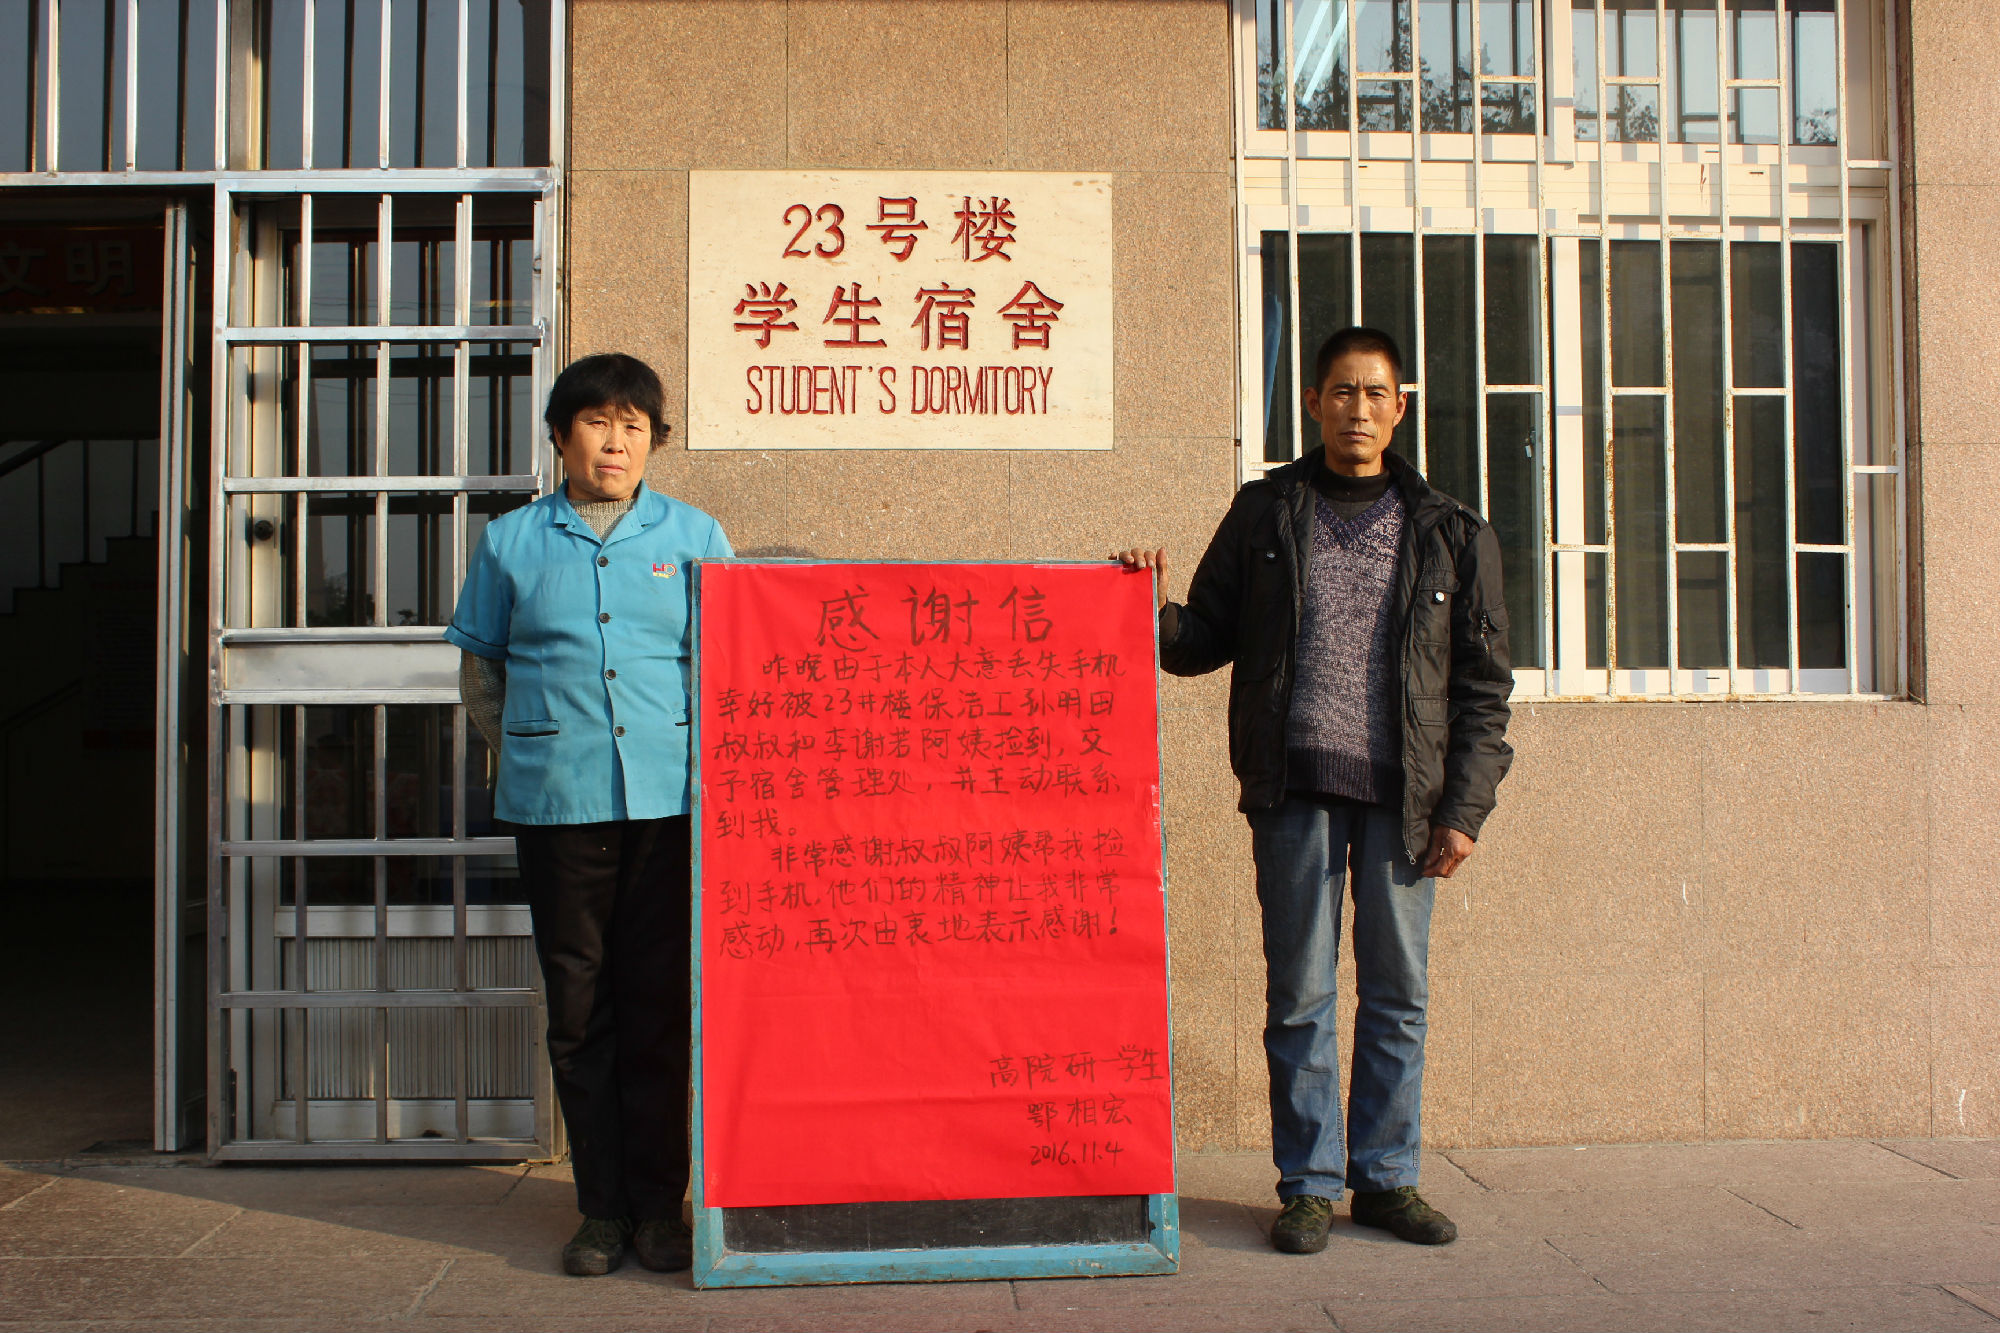 文明
23号楼
学生宿舍
STUDENT'S DORMITORY
感谢信
昨晚由于本人大意丢失手机
幸好被23#楼保洁工孙明田
叔叔和李谢若阿姨捡到,交
予宿舍管理处,并主动联系
到我。
非常感谢叔叔阿姨帮我捡
到手机,他们的精神让我非常
感动,再次由衷地表示感谢!
高院研一学生
鄂相宏
2016.11.4